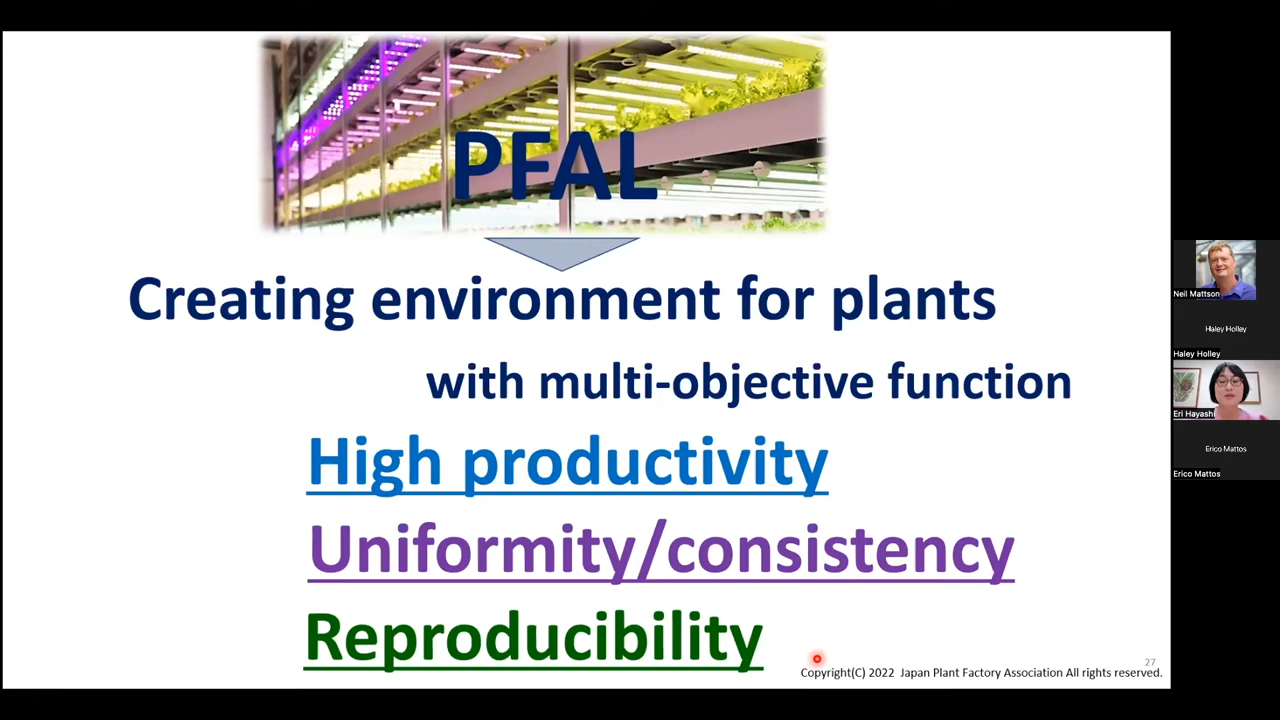 PFAL
Creating environment for plants
with multi-objective function
High productivity
Uniformity/consistency
Reproducibility
27
Copyright(C) 2022 Japan Plant Factory Association All rights reserved.
Neil Mattson
Haley Holley
Haley Holley
Eri Hayashi
Erico Mattos
Erico Mattos